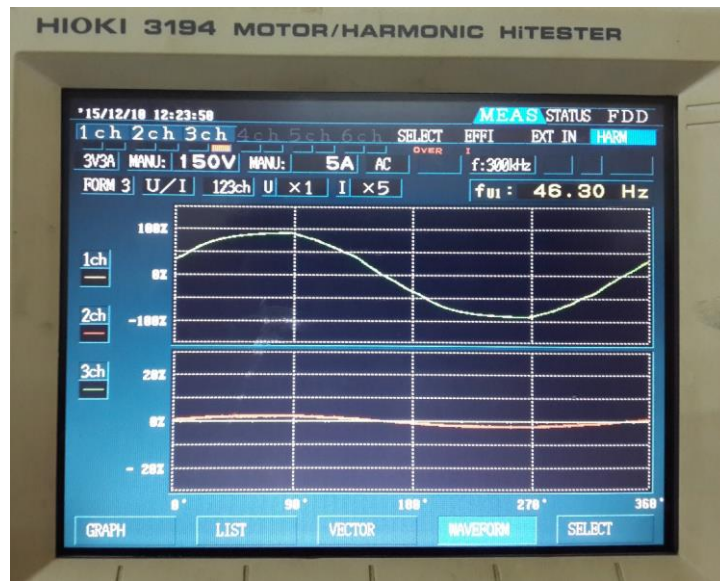 HIOKI 3194 MOTOR/HARMONIC HiTESTER
'15/12/18 12:23:58 MEAS STATUS FDD
1ch 2ch 3ch 4ch 5ch 6ch SELECT EFFI EXT IN HARM
OVER I
3V3A MANU: 150V MANU: 5A AC f:300kHz
FORM 3 U/I 123ch U ×1 I ×5 fU1: 46.30 Hz
100%
1ch
0%
2ch
-100%
3ch
20%
0%
- 20%
0° 90° 180° 270° 360°
GRAPH LIST VECTOR WAVEFORM SELECT